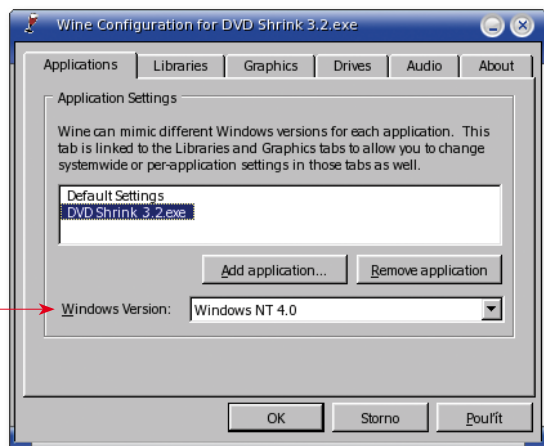 Wine Configuration for DVD Shrink 3.2.exe
Applications Libraries Graphics Drives Audio About
Application Settings
Wine can mimic different Windows versions for each application. This
tab is linked to the Libraries and Graphics tabs to allow you to change
systemwide or per-application settings in those tabs as well.
Default Settings
DVD Shrink 3.2.exe
Add application... Remove application
Windows Version: Windows NT 4.0
OK Storno Pouľít